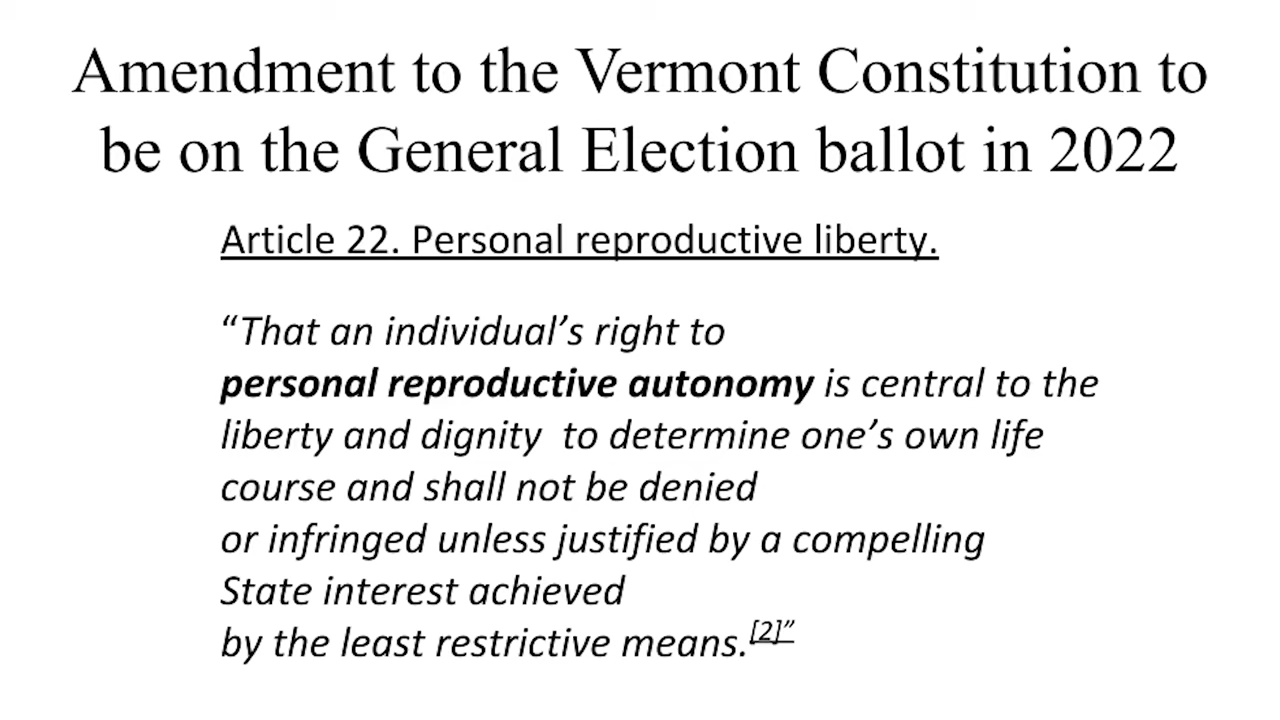 Amendment to the Vermont Constitution to
be on the General Election ballot in 2022
Article 22. Personal reproductive liberty.
“That an individual’s right to
personal reproductive autonomy is central to the
liberty and dignity  to determine one’s own life
course and shall not be denied
or infringed unless justified by a compelling
State interest achieved
by the least restrictive means.[2]”